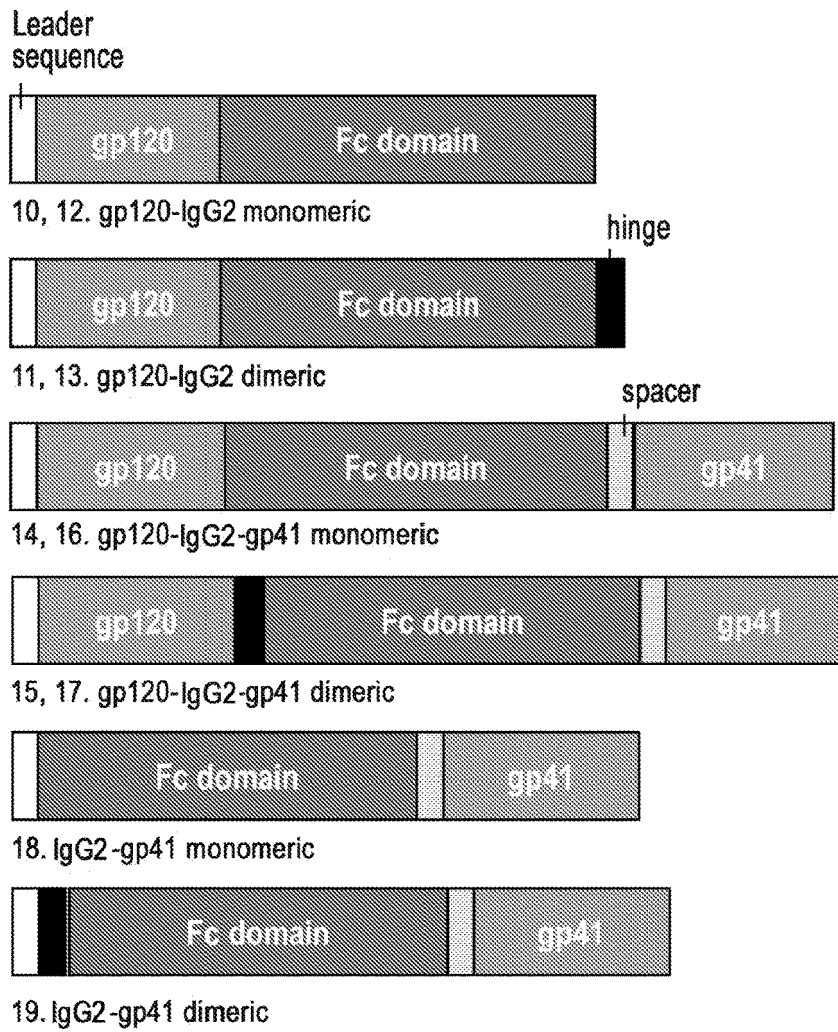 Leader
sequence
gp120 Fc domain
10, 12. gp120-IgG2 monomeric
hinge
gp120 Fc domain
11, 13. gp120-IgG2 dimeric
spacer
gp120 Fc domain gp41
14, 16. gp120-IgG2-gp41 monomeric
gp120 Fc domain gp41
15, 17. gp120-IgG2-gp41 dimeric
Fc domain gp41
18. IgG2-gp41 monomeric
Fc domain gp41
19. IgG2-gp41 dimeric